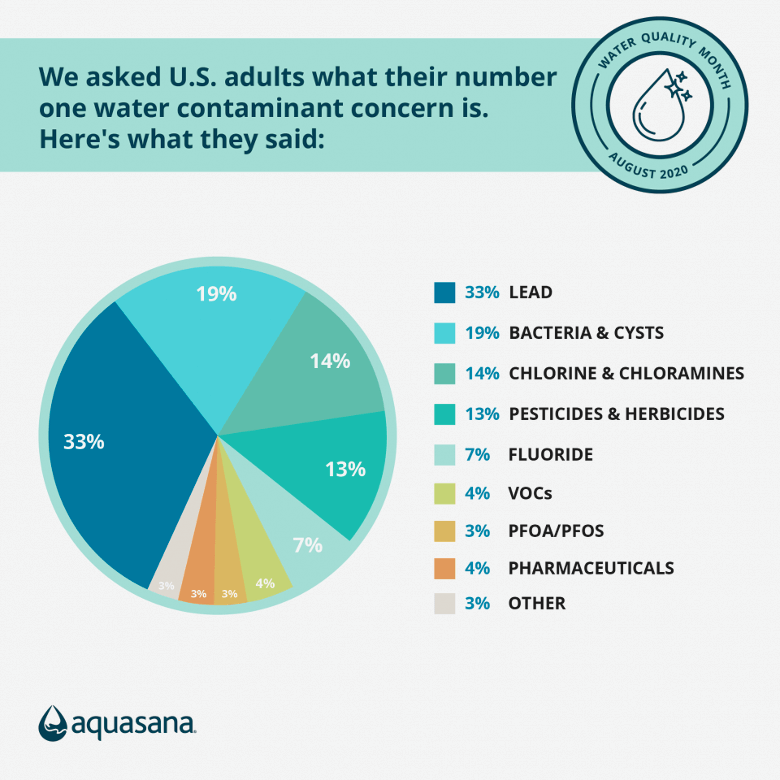 We asked U.S. adults what their number
one water contaminant concern is.
Here's what they said:
WATER QUALITY MONTH
AUGUST 2020
19%
14%
33%
13%
7%
4%
3%
3%
3%
33% LEAD
19% BACTERIA & CYSTS
14% CHLORINE & CHLORAMINES
13% PESTICIDES & HERBICIDES
7% FLUORIDE
4% VOCs
3% PFOA/PFOS
4% PHARMACEUTICALS
3% OTHER
aquasana